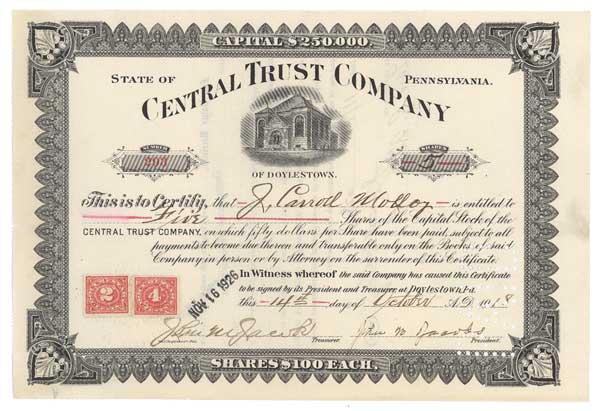 CAPITAL $250.000.
STATE OF PENNSYLVANIA.
CENTRAL TRUST COMPANY
OF DOYLESTOWN.
NUMBER
293
SHARES
5
This is to Certify, that J. Carroll is entitled to
Five Shares of the Capital Stock of the
CENTRAL TRUST COMPANY, on which fifty dollars per Share have been paid, subject to all
payments to become due thereon and transferable only on the Books of said
Company in person or by Attorney on the surrender of this Certificate.
In Witness whereof the said Company has caused this Certificate
to be signed by its President and Treasurer, at Doylestown, Pa.
this 14th day of October A.D. 1918
NOV 16 1926
2
4
Treasurer.
John
President.
SHARES $100 EACH.